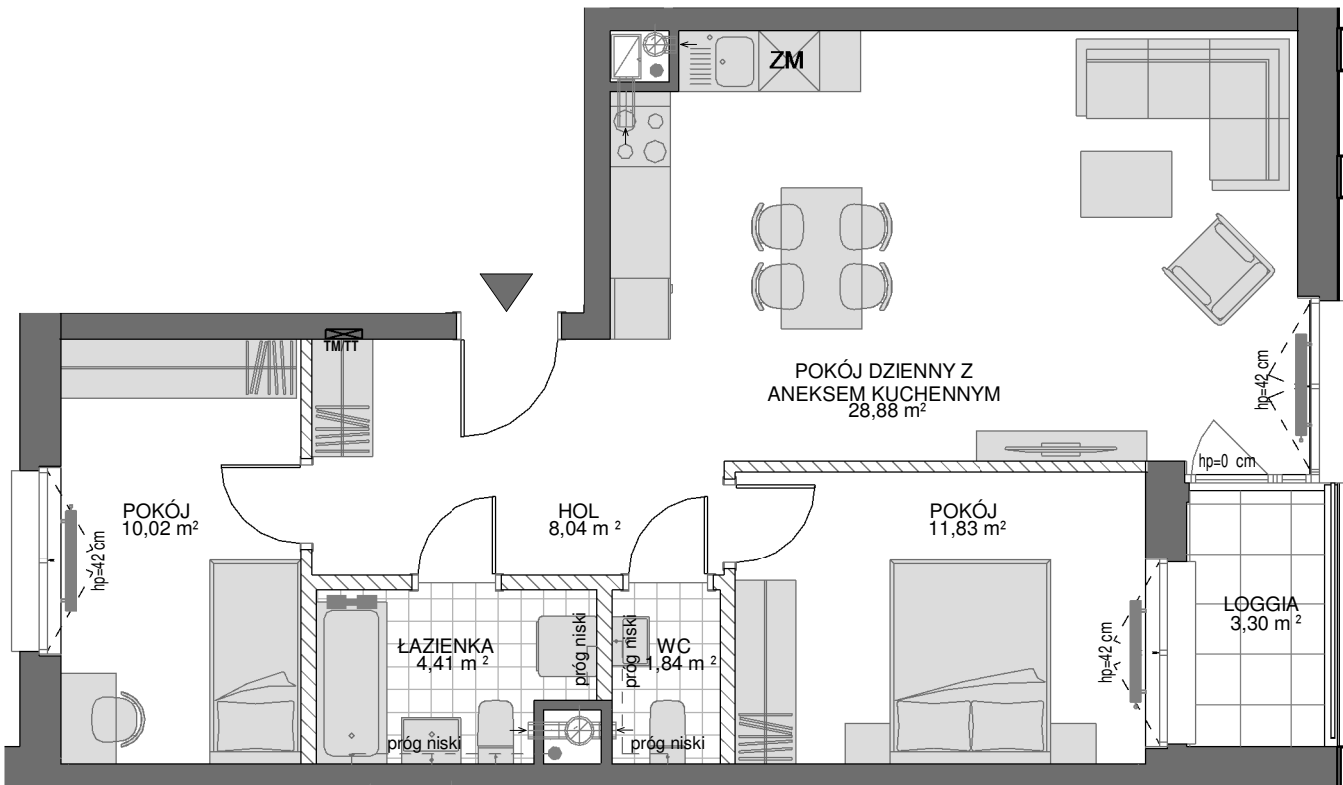 ZM
TM/TT
POKÓJ DZIENNY Z
ANEKSEM KUCHENNYM
28,88 m²
hp=42 cm
hp=0 cm
POKÓJ
10,02 m²
hp=42 cm
HOL
8,04 m ²
POKÓJ
11,83 m²
hp=42 cm
LOGGIA
3,30 m ²
ŁAZIENKA
4,41 m ²
próg niski
próg niski
WC
1,84 m ²
próg niski
próg niski